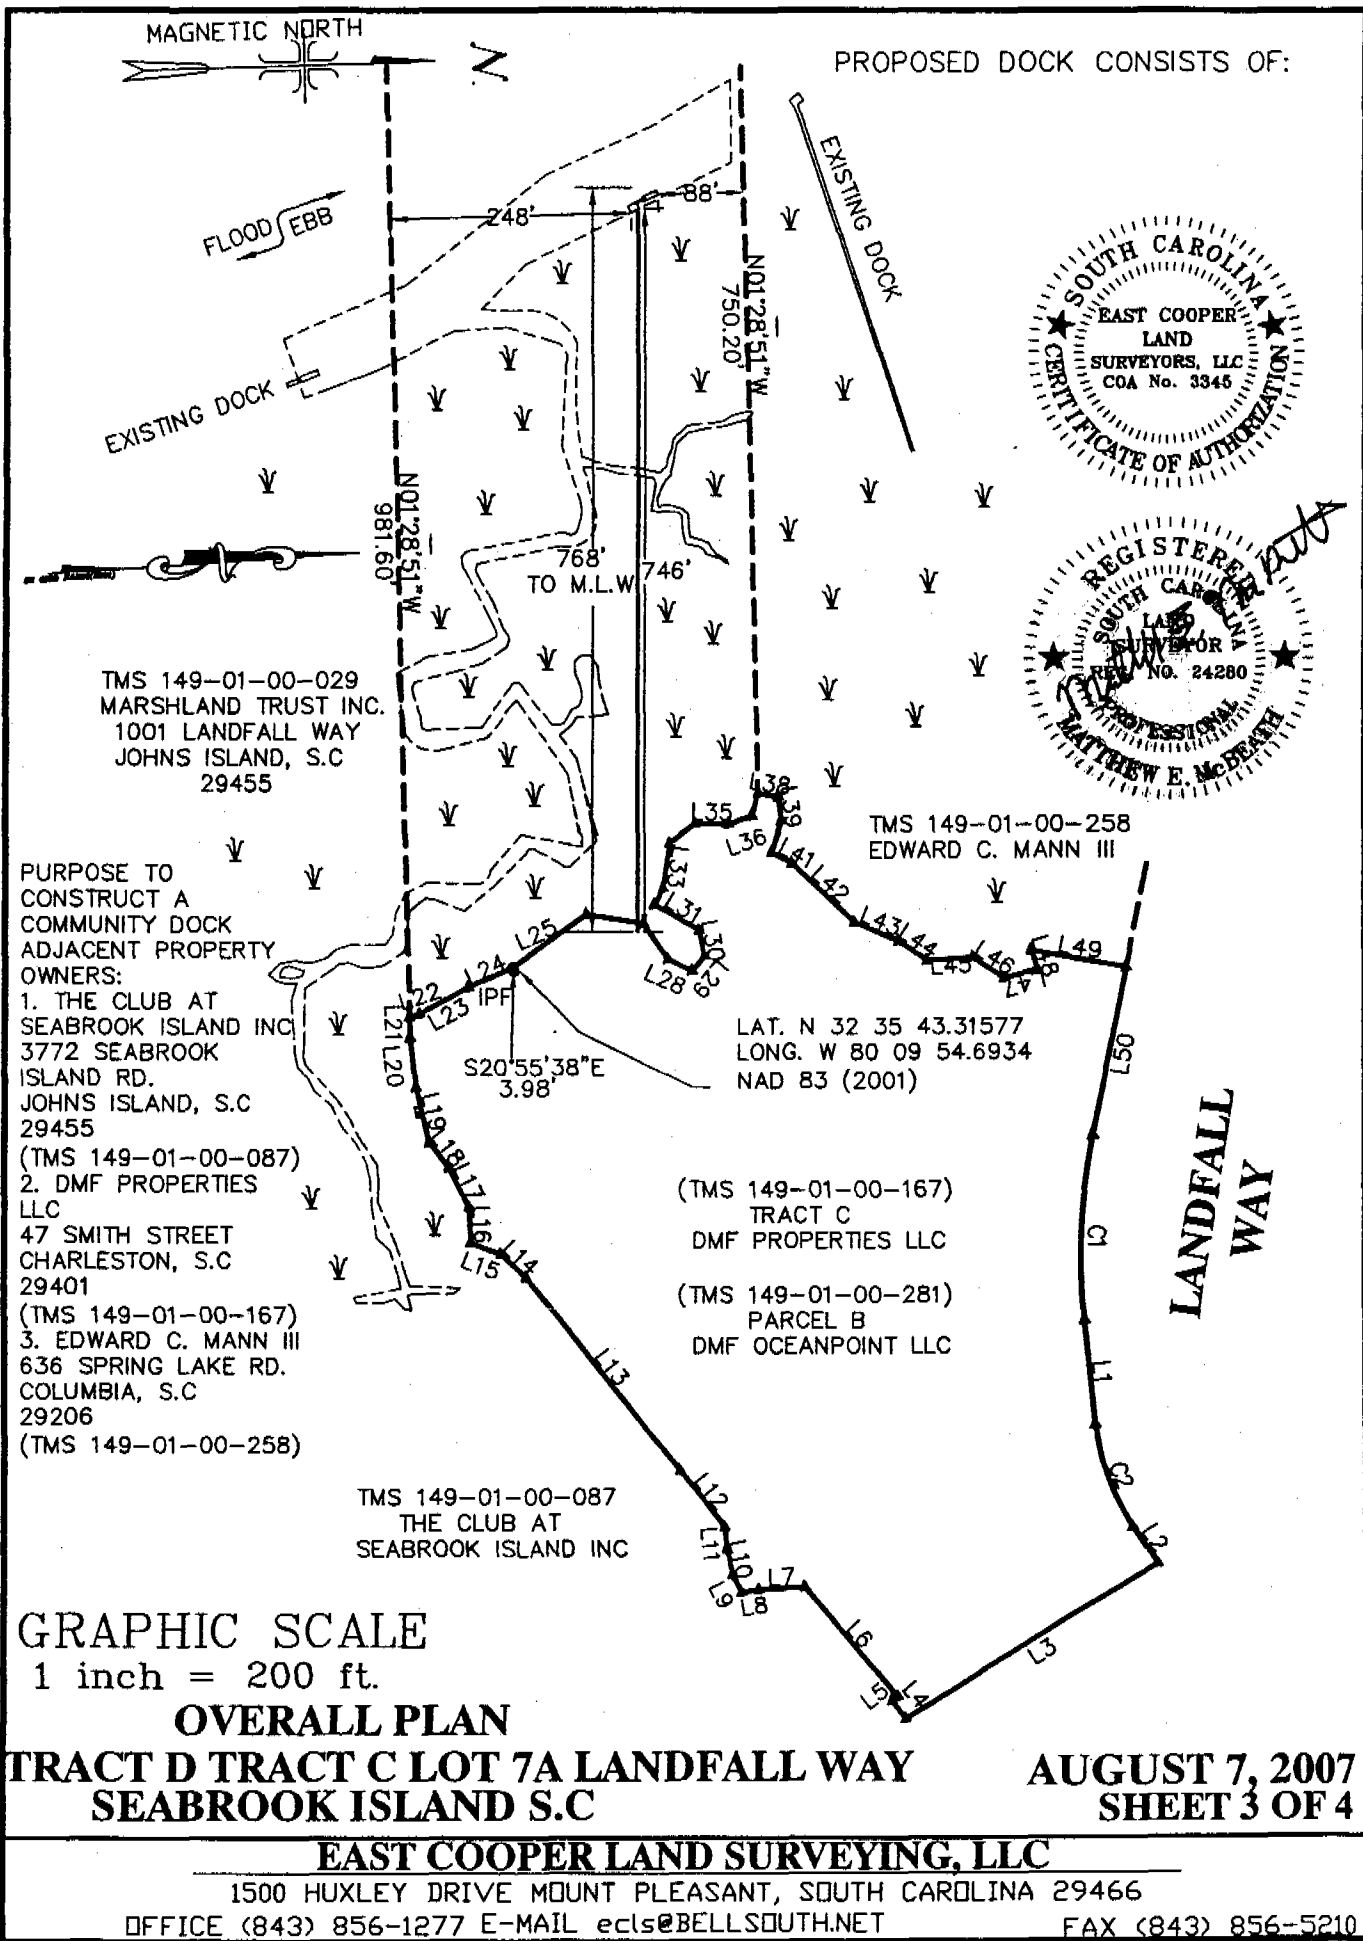 MAGNETIC NORTH
N
PROPOSED DOCK CONSISTS OF:
EXISTING DOCK
FLOOD
EBB
248'
88'
N01°28'51"W
750.20'
EXISTING DOCK
N01°28'51"W
981.60'
768'
TO M.L.W
746'
SOUTH CAROLINA
EAST COOPER
LAND
SURVEYORS, LLC
COA No. 3345
CERTIFICATE OF AUTHORIZATION
REGISTERED
SOUTH CAROLINA
LAND
SURVEYOR
REG. NO. 24280
PROFESSIONAL
MATTHEW E. McBEATH
TMS 149-01-00-029
MARSHLAND TRUST INC.
1001 LANDFALL WAY
JOHNS ISLAND, S.C
29455
TMS 149-01-00-258
EDWARD C. MANN III
PURPOSE TO
CONSTRUCT A
COMMUNITY DOCK
ADJACENT PROPERTY
OWNERS:
1. THE CLUB AT
SEABROOK ISLAND INC
3772 SEABROOK
ISLAND RD.
JOHNS ISLAND, S.C
29455
(TMS 149-01-00-087)
2. DMF PROPERTIES
LLC
47 SMITH STREET
CHARLESTON, S.C
29401
(TMS 149-01-00-167)
3. EDWARD C. MANN III
636 SPRING LAKE RD.
COLUMBIA, S.C
29206
(TMS 149-01-00-258)
L38
L39
L35
L36
L41
L42
L33
L31
L30
L29
L28
L43
L44
L45
L46
L47
L48
L49
L50
L25
L24
IPF
L23
L22
L21
L20
L19
L18
L17
L16
L15
L14
L13
L12
L11
L10
L9
L8
L7
L6
L5
L4
L3
L2
C2
L1
C1
S20°55'38"E
3.98'
LAT. N 32 35 43.31577
LONG. W 80 09 54.6934
NAD 83 (2001)
LANDFALL
WAY
(TMS 149-01-00-167)
TRACT C
DMF PROPERTIES LLC
(TMS 149-01-00-281)
PARCEL B
DMF OCEANPOINT LLC
TMS 149-01-00-087
THE CLUB AT
SEABROOK ISLAND INC
GRAPHIC SCALE
1 inch = 200 ft.
OVERALL PLAN
TRACT D TRACT C LOT 7A LANDFALL WAY
SEABROOK ISLAND S.C
AUGUST 7, 2007
SHEET 3 OF 4
EAST COOPER LAND SURVEYING, LLC
1500 HUXLEY DRIVE MOUNT PLEASANT, SOUTH CAROLINA 29466
OFFICE (843) 856-1277 E-MAIL ecls@BELLSOUTH.NET
FAX (843) 856-5210